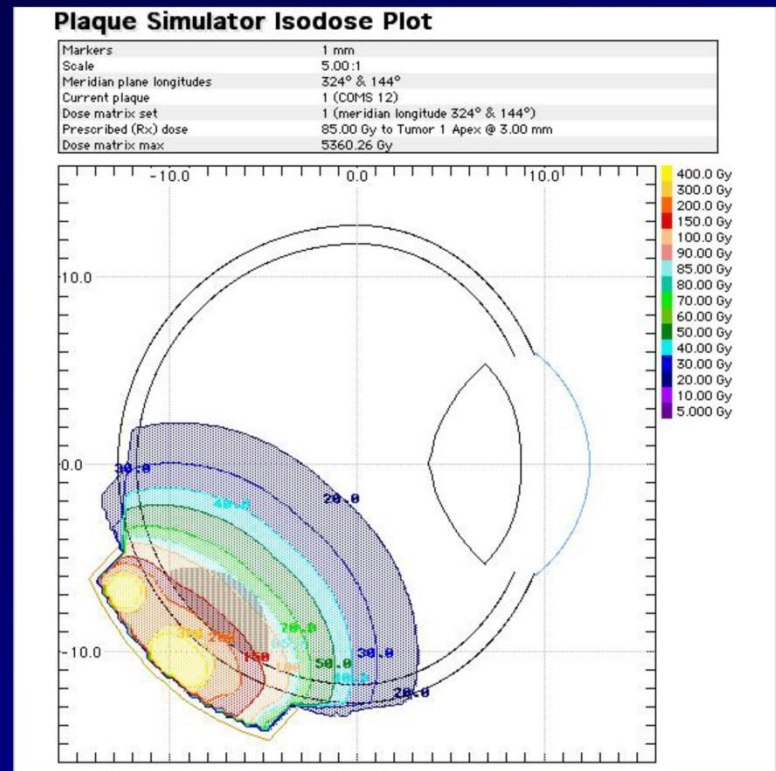 Plaque Simulator Isodose Plot
Markers 1 mm
Scale 5.00:1
Meridian plane longitudes 324° & 144°
Current plaque 1 (COMS 12)
Dose matrix set 1 (meridian longitude 324° & 144°)
Prescribed (Rx) dose 85.00 Gy to Tumor 1 Apex @ 3.00 mm
Dose matrix max 5360.26 Gy
-10.0 0.0 10.0
400.0 Gy
300.0 Gy
200.0 Gy
150.0 Gy
100.0 Gy
90.00 Gy
85.00 Gy
80.00 Gy
70.00 Gy
60.00 Gy
50.00 Gy
40.00 Gy
30.00 Gy
20.00 Gy
10.00 Gy
5.000 Gy
10.0
0.0
30.0
20.0
40.0
70.0
200
150
-10.0
30.0
50.0
20.0